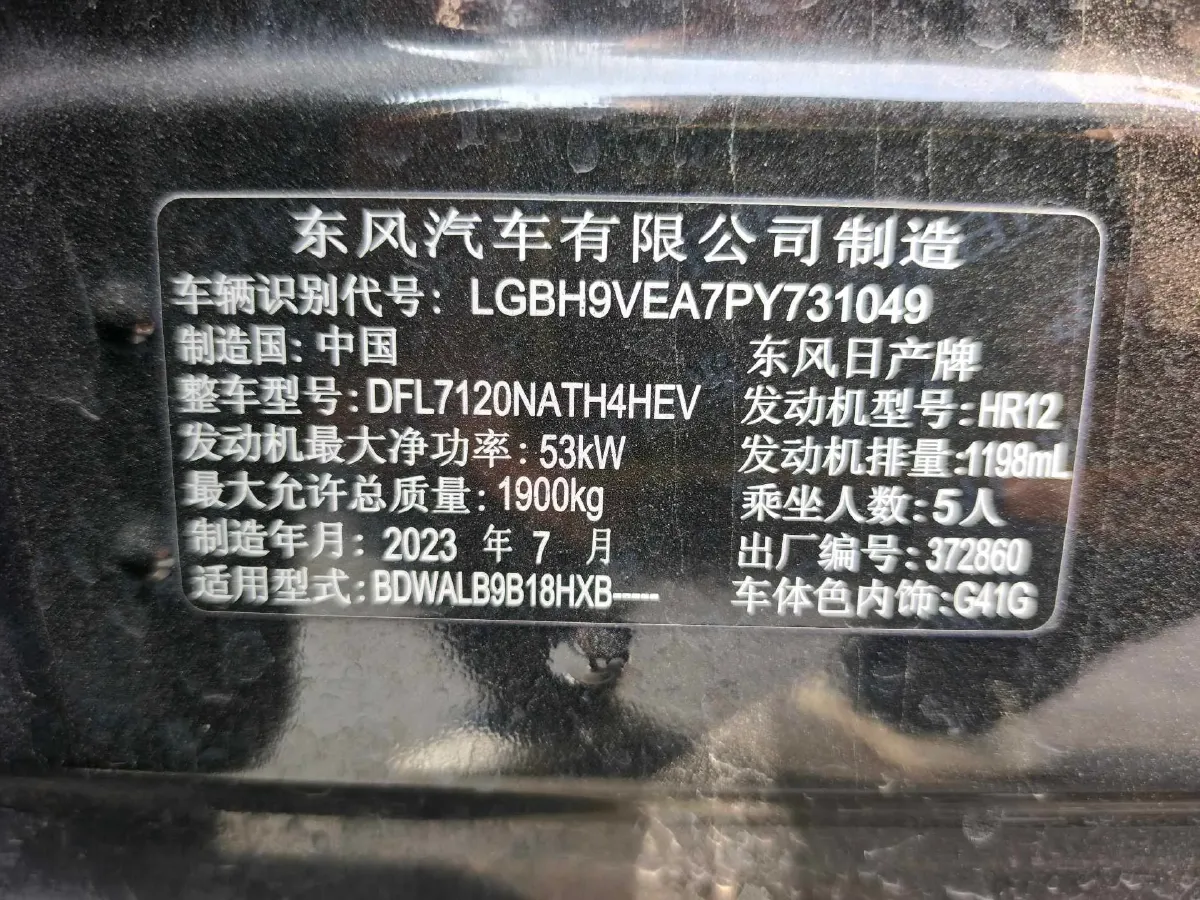 东风汽车有限公司制造
车辆识别代号: LGBH9VEA7PY731049
制造国: 中国 东风日产牌
整车型号: DFL7120NATH4HEV 发动机型号: HR12
发动机最大净功率: 53kW 发动机排量: 1198mL
最大允许总质量: 1900kg 乘坐人数: 5人
制造年月: 2023 年 7 月 出厂编号: 372860
适用型式: BDWALB9B18HXB----- 车体色内饰: G41G